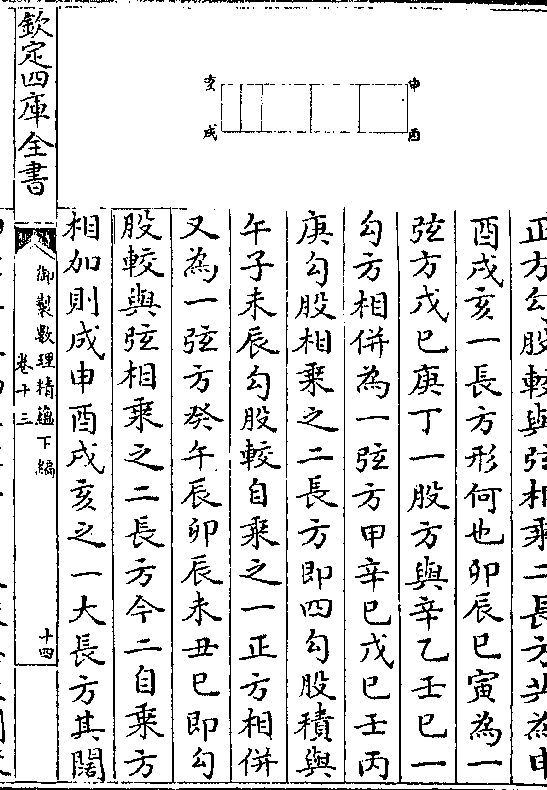 申
酉
亥
戌
正方勾股較與弦相乘二長方共為申
酉戌亥一長方形何也卯辰巳寅為一
弦方戊巳庚丁一股方與辛乙壬巳一
勾方相併為一弦方甲辛巳戊巳壬丙
庚勾股相乘之二長方即四勾股積與
午子未辰勾股較自乘之一正方相併
又為一弦方癸午辰卯辰未丑巳即勾
股較與弦相乘之二長方今二自乘方
相加則成申酉戌亥之一大長方其闊
欽定四庫全書
御製數理精蘊下編
卷十三
十四